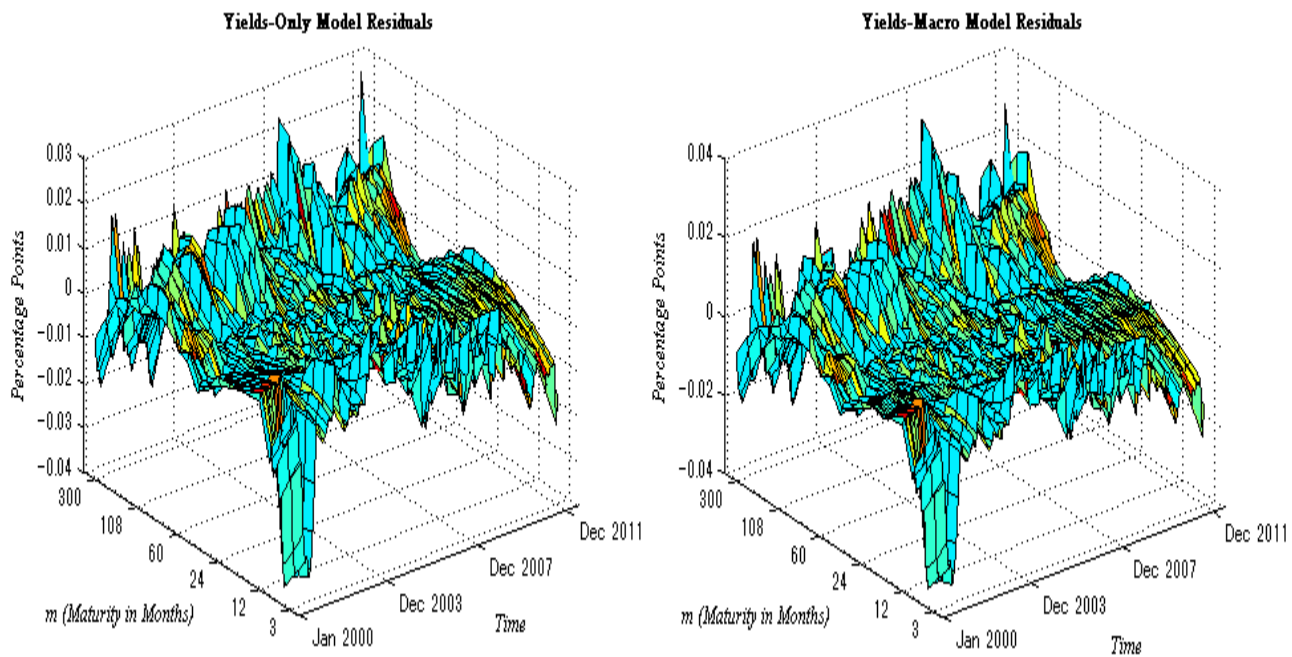 Yields-Only Model Residuals
0.03
0.02
0.01
0
-0.01
-0.02
-0.03
-0.04
Percentage Points
300
108
60
24
12
3
m (Maturity in Months)
Jan 2000
Dec 2003
Dec 2007
Dec 2011
Time
Yields-Macro Model Residuals
0.04
0.02
0
-0.02
-0.04
Percentage Points
300
108
60
24
12
3
m (Maturity in Months)
Jan 2000
Dec 2003
Dec 2007
Dec 2011
Time